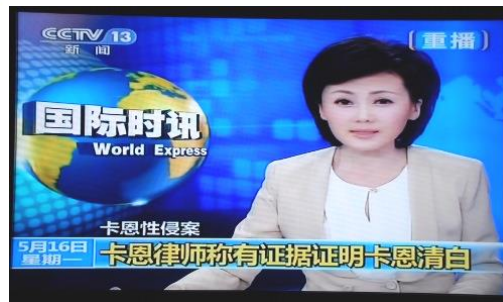 CCTV 13
新闻
[重播]
国际时讯
World Express
卡恩性侵案
5月16日
星期一
卡恩律师称有证据证明卡恩清白